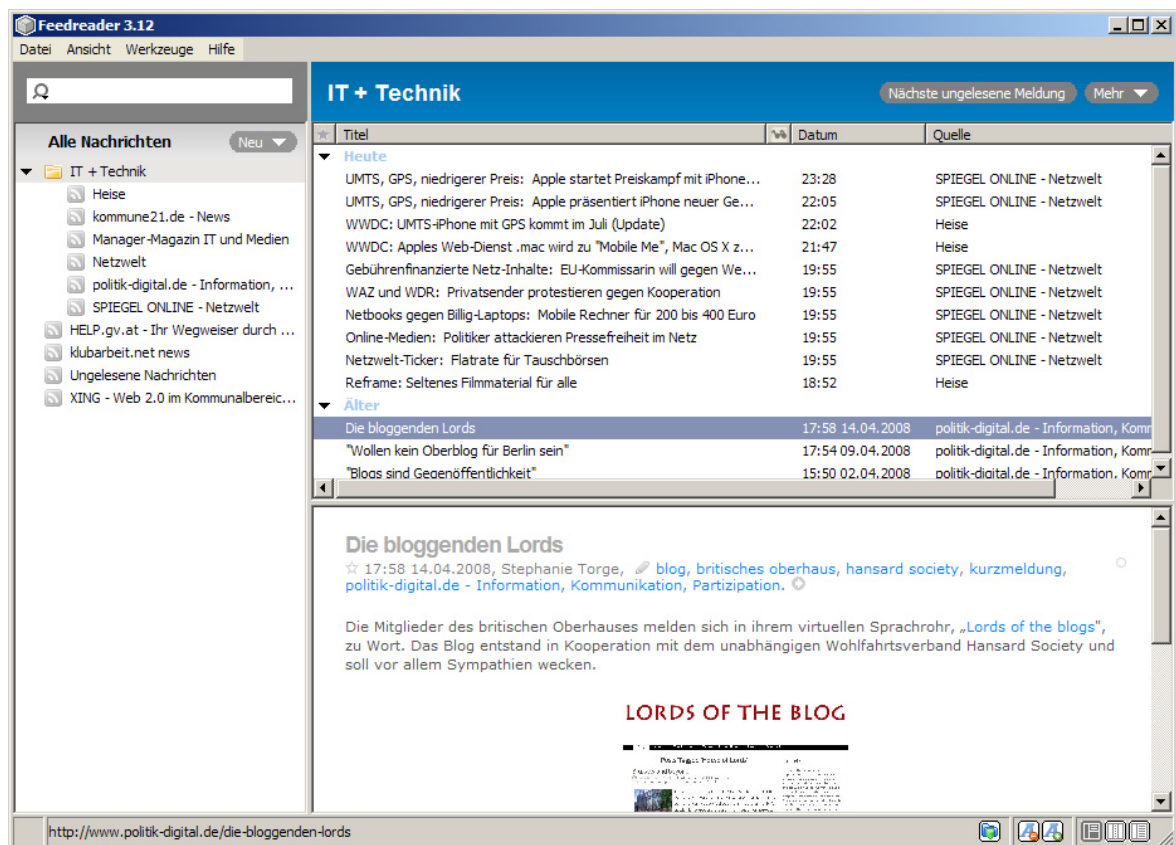 Feedreader 3.12
Datei Ansicht Werkzeuge Hilfe
IT + Technik
Nächste ungelesene Meldung Mehr
Alle Nachrichten Neu
IT + Technik
Heise
kommune21.de - News
Manager-Magazin IT und Medien
Netzwelt
politik-digital.de - Information, ...
SPIEGEL ONLINE - Netzwelt
HELP.gv.at - Ihr Wegweiser durch ...
klubarbeit.net news
Ungelesene Nachrichten
XING - Web 2.0 im Kommunalbereic...
Titel Datum Quelle
Heute
UMTS, GPS, niedrigerer Preis: Apple startet Preiskampf mit iPhone... 23:28 SPIEGEL ONLINE - Netzwelt
UMTS, GPS, niedrigerer Preis: Apple präsentiert iPhone neuer Ge... 22:05 SPIEGEL ONLINE - Netzwelt
WWDC: UMTS-iPhone mit GPS kommt im Juli (Update) 22:02 Heise
WWDC: Apples Web-Dienst .mac wird zu "Mobile Me", Mac OS X z... 21:47 Heise
Gebührenfinanzierte Netz-Inhalte: EU-Kommissarin will gegen We... 19:55 SPIEGEL ONLINE - Netzwelt
WAZ und WDR: Privatsender protestieren gegen Kooperation 19:55 SPIEGEL ONLINE - Netzwelt
Netbooks gegen Billig-Laptops: Mobile Rechner für 200 bis 400 Euro 19:55 SPIEGEL ONLINE - Netzwelt
Online-Medien: Politiker attackieren Pressefreiheit im Netz 19:55 SPIEGEL ONLINE - Netzwelt
Netzwelt-Ticker: Flatrate für Tauschbörsen 19:55 SPIEGEL ONLINE - Netzwelt
Reframe: Seltenes Filmmaterial für alle 18:52 Heise
Älter
Die bloggenden Lords 17:58 14.04.2008 politik-digital.de - Information, Komr
"Wollen kein Oberblog für Berlin sein" 17:54 09.04.2008 politik-digital.de - Information, Komr
"Blogs sind Gegenöffentlichkeit" 15:50 02.04.2008 politik-digital.de - Information, Komr
Die bloggenden Lords
17:58 14.04.2008, Stephanie Torge, blog, britisches oberhaus, hansard society, kurzmeldung,
politik-digital.de - Information, Kommunikation, Partizipation.
Die Mitglieder des britischen Oberhauses melden sich in ihrem virtuellen Sprachrohr, „Lords of the blogs",
zu Wort. Das Blog entstand in Kooperation mit dem unabhängigen Wohlfahrtsverband Hansard Society und
soll vor allem Sympathien wecken.
LORDS OF THE BLOG
http://www.politik-digital.de/die-bloggenden-lords